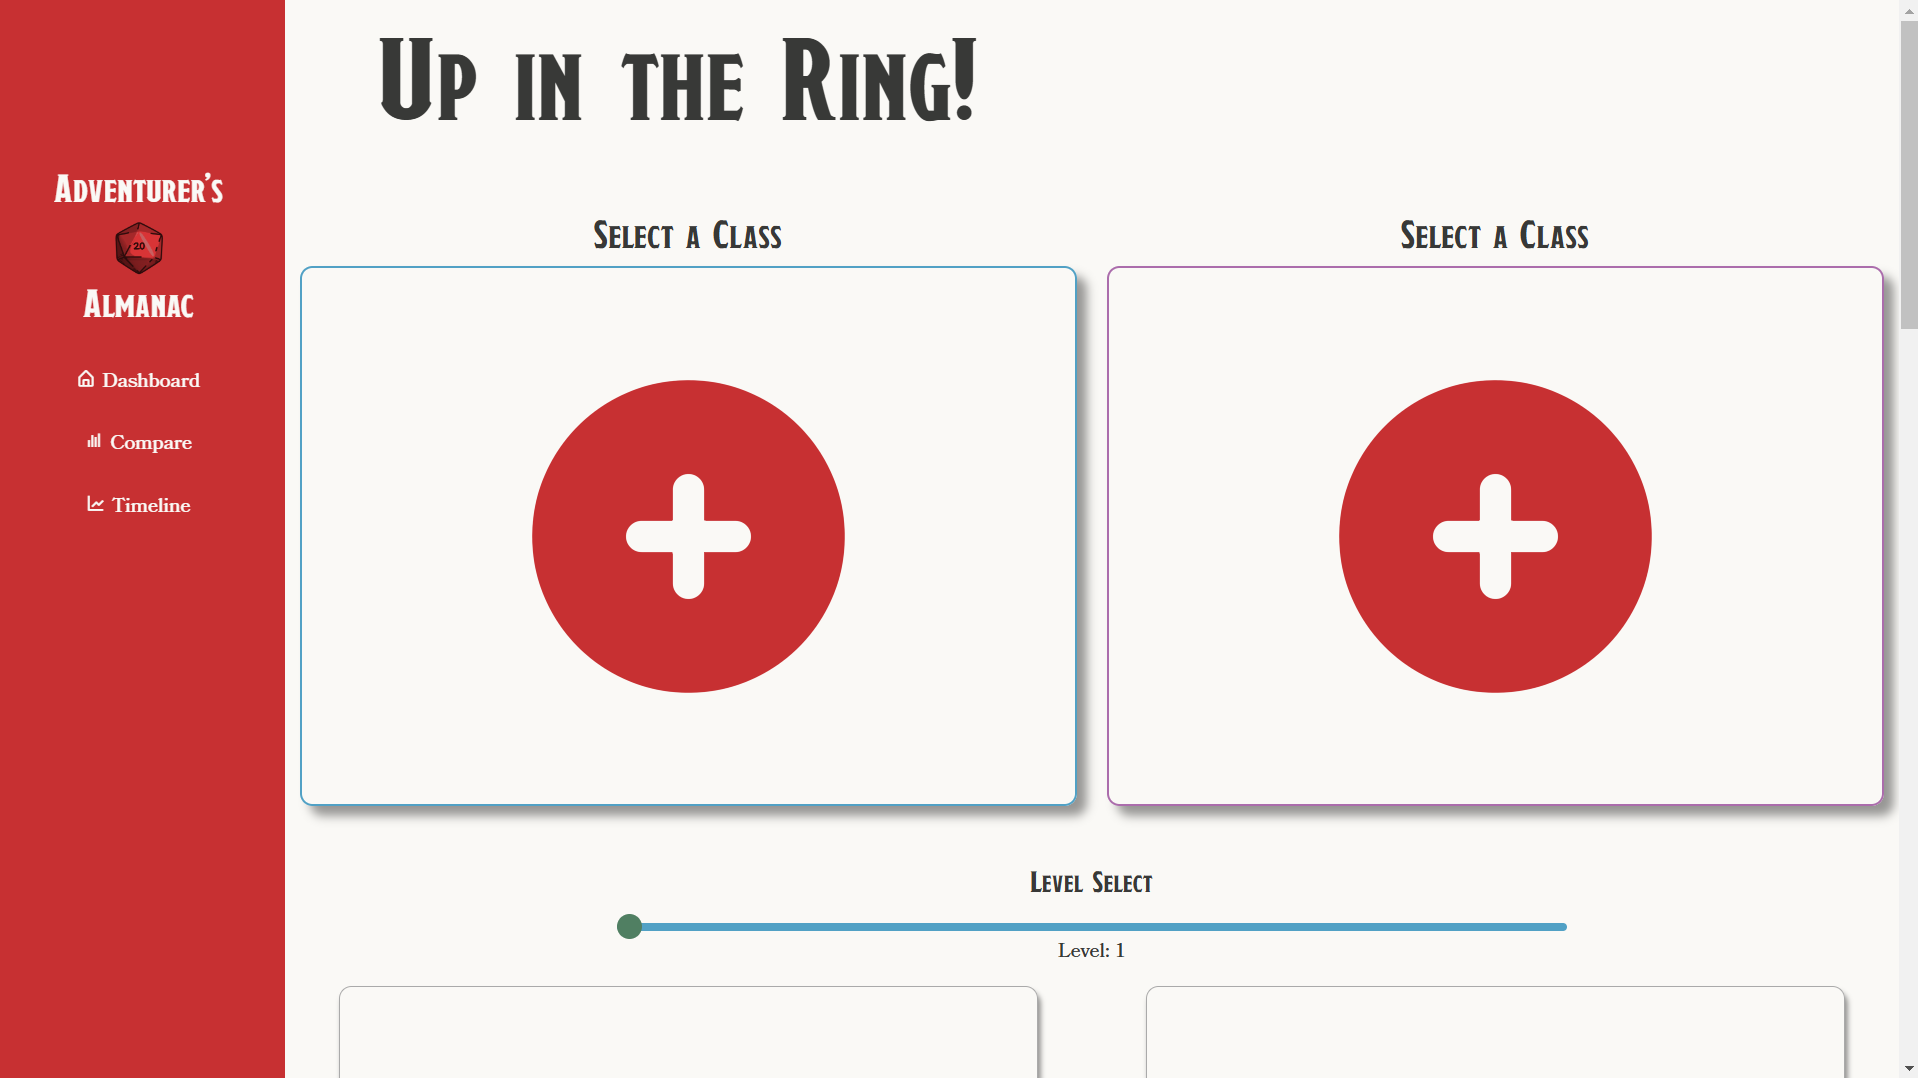 Up in the Ring!
Adventurer's
20
Almanac
Dashboard
Compare
Timeline
Select a Class
Select a Class
Level Select
Level: 1